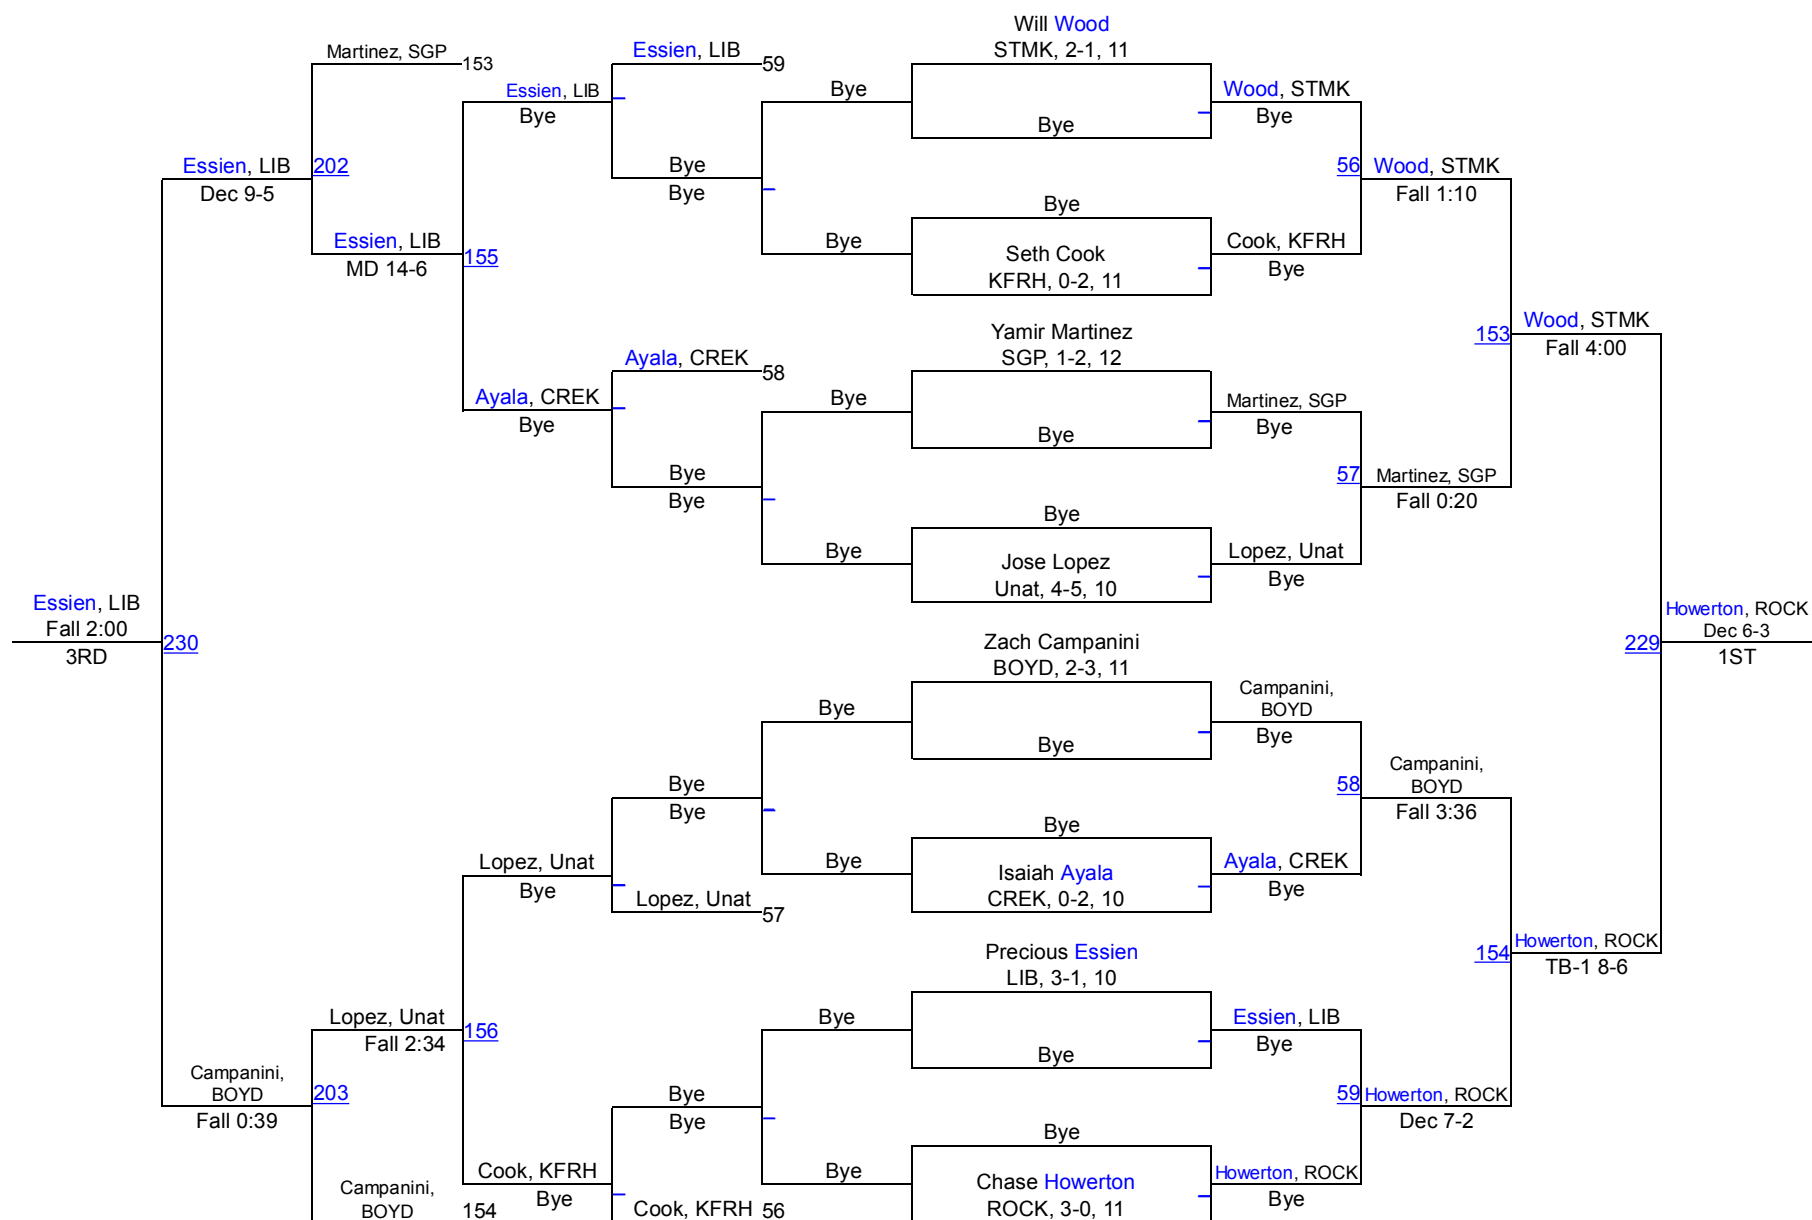 Will Wood
STMK, 2-1, 11
Martinez, SGP
153
Essien, LIB
59
Essien, LIB
Bye
Bye
Bye
Wood, STMK
Bye
Essien, LIB
Dec 9-5
202
Bye
Bye
56
Wood, STMK
Fall 1:10
Bye
Essien, LIB
MD 14-6
155
Bye
Seth Cook
KFRH, 0-2, 11
Cook, KFRH
Bye
Yamir Martinez
SGP, 1-2, 12
153
Wood, STMK
Fall 4:00
Ayala, CREK
58
Ayala, CREK
Bye
Bye
Bye
Martinez, SGP
Bye
Bye
Bye
57
Martinez, SGP
Fall 0:20
Bye
Bye
Jose Lopez
Unat, 4-5, 10
Lopez, Unat
Bye
Essien, LIB
Fall 2:00
3RD
230
Zach Campanini
BOYD, 2-3, 11
229
Howerton, ROCK
Dec 6-3
1ST
Bye
Bye
Campanini,
BOYD
Bye
Bye
Bye
58
Campanini,
BOYD
Fall 3:36
Bye
Lopez, Unat
Bye
Bye
Isaiah Ayala
CREK, 0-2, 10
Ayala, CREK
Bye
Lopez, Unat
57
Precious Essien
LIB, 3-1, 10
154
Howerton, ROCK
TB-1 8-6
Lopez, Unat
Fall 2:34
156
Bye
Bye
Essien, LIB
Bye
Campanini,
BOYD
Fall 0:39
203
Bye
Bye
59
Howerton, ROCK
Dec 7-2
Bye
Cook, KFRH
Bye
Bye
Chase Howerton
ROCK, 3-0, 11
Howerton, ROCK
Bye
Campanini,
BOYD
154
Cook, KFRH
56